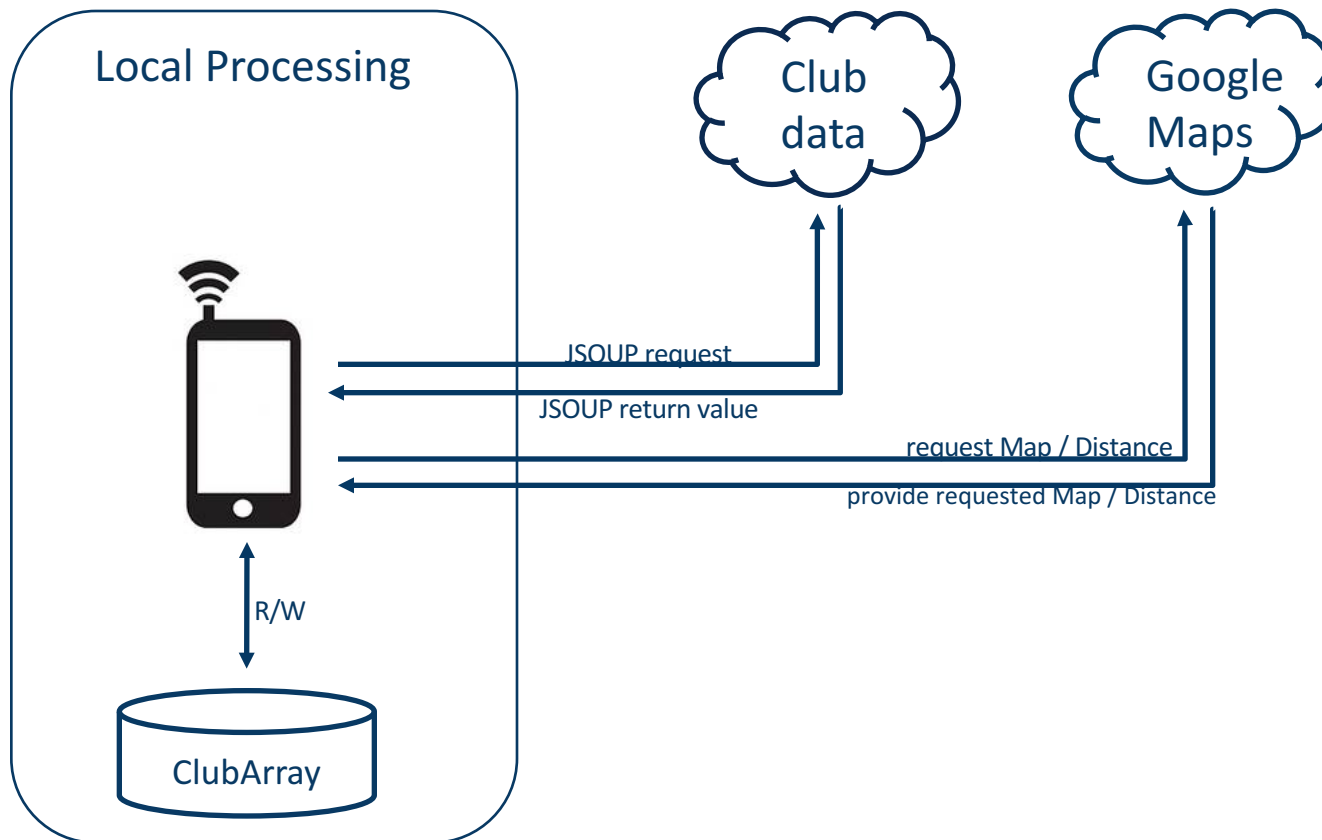 Local Processing
Club
data
Google
Maps
JSOUP request
JSOUP return value
request Map / Distance
provide requested Map / Distance
R/W
ClubArray